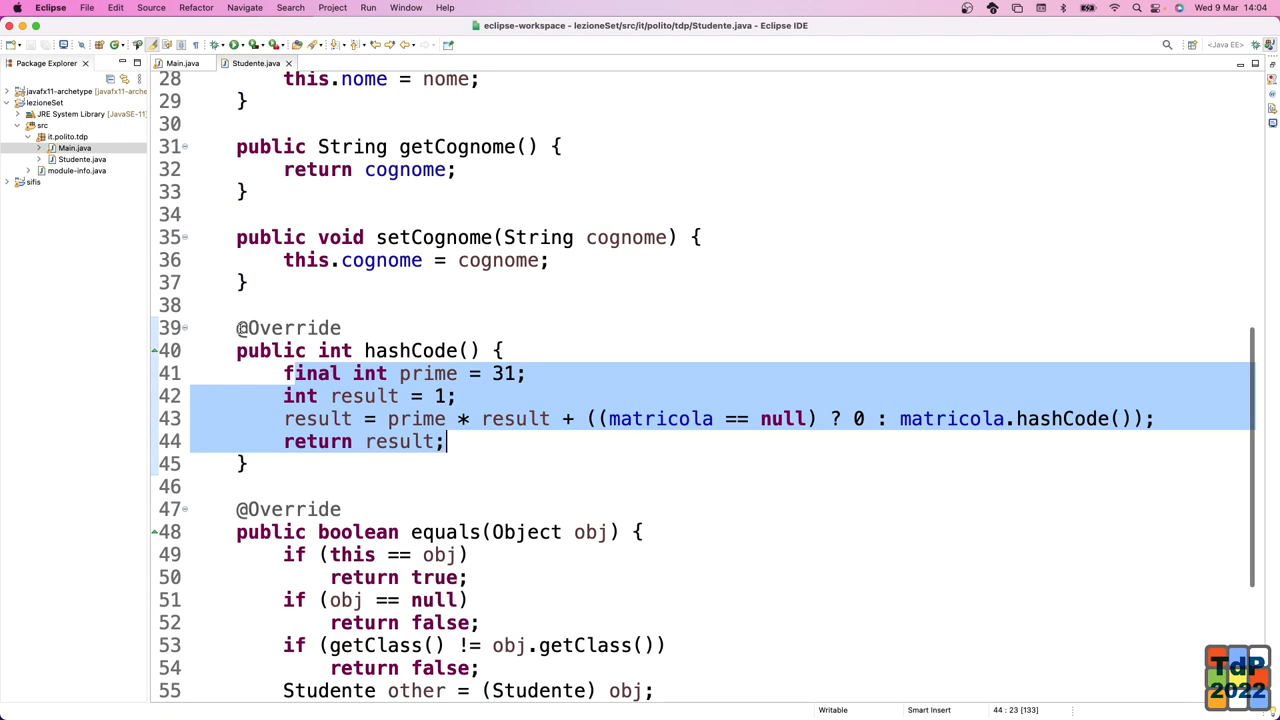 Eclipse File Edit Source Refactor Navigate Search Project Run Window Help Wed 9 Mar 14:04
eclipse-workspace - lezioneSet/src/it/polito/tdp/Studente.java - Eclipse IDE
<Java EE>
Package Explorer
Main.java
Studente.java
javafx11-archetype (javafx11-arche
lezioneSet
JRE System Library [JavaSE-11]
src
it.polito.tdp
Main.java
Studente.java
module-info.java
sifis
28 this.nome = nome;
29 }
30
31 public String getCognome() {
32 return cognome;
33 }
34
35 public void setCognome(String cognome) {
36 this.cognome = cognome;
37 }
38
39 @Override
40 public int hashCode() {
41 final int prime = 31;
42 int result = 1;
43 result = prime * result + ((matricola == null) ? 0 : matricola.hashCode());
44 return result;
45 }
46
47 @Override
48 public boolean equals(Object obj) {
49 if (this == obj)
50 return true;
51 if (obj == null)
52 return false;
53 if (getClass() != obj.getClass())
54 return false;
55 Studente other = (Studente) obj;
Writable Smart Insert 44 : 23 [133]
TdP
2022